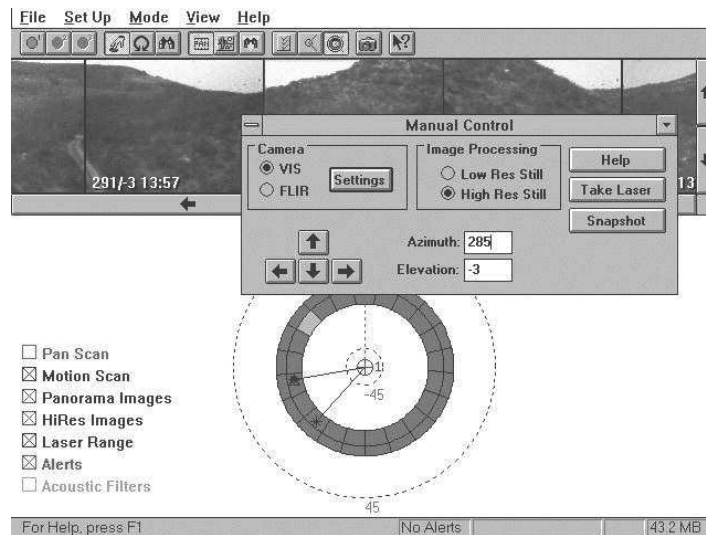 File Set Up Mode View Help
PAN
291/-3 13:57
13
Manual Control
Camera
VIS
FLIR
Settings
Image Processing
Low Res Still
High Res Still
Help
Take Laser
Snapshot
Azimuth: 285
Elevation: -3
Pan Scan
Motion Scan
Panorama Images
HiRes Images
Laser Range
Alerts
Acoustic Filters
-45
45
For Help, press F1
No Alerts
43.2 MB